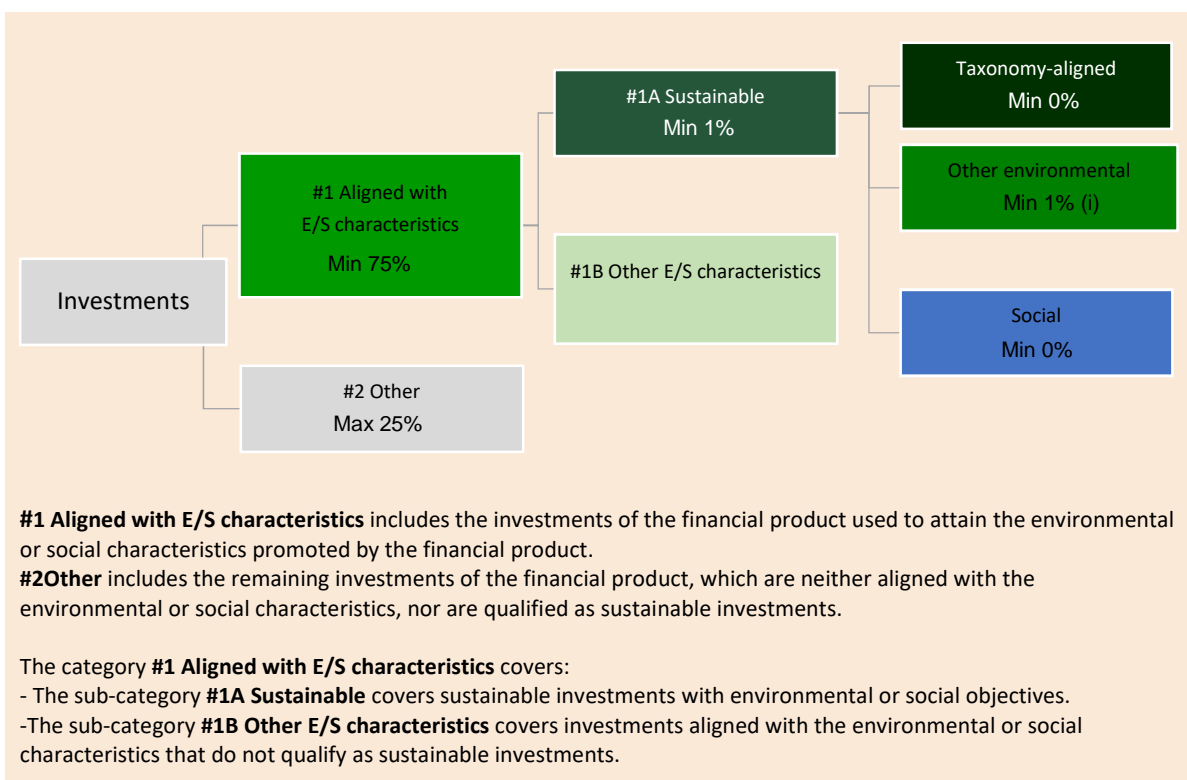 Investments
#1 Aligned with
E/S characteristics
Min 75%
#2 Other
Max 25%
#1A Sustainable
Min 1%
#1B Other E/S characteristics
Taxonomy-aligned
Min 0%
Other environmental
Min 1% (i)
Social
Min 0%
#1 Aligned with E/S characteristics includes the investments of the financial product used to attain the environmental
or social characteristics promoted by the financial product.
#2Other includes the remaining investments of the financial product, which are neither aligned with the
environmental or social characteristics, nor are qualified as sustainable investments.
The category #1 Aligned with E/S characteristics covers:
- The sub-category #1A Sustainable covers sustainable investments with environmental or social objectives.
-The sub-category #1B Other E/S characteristics covers investments aligned with the environmental or social
characteristics that do not qualify as sustainable investments.